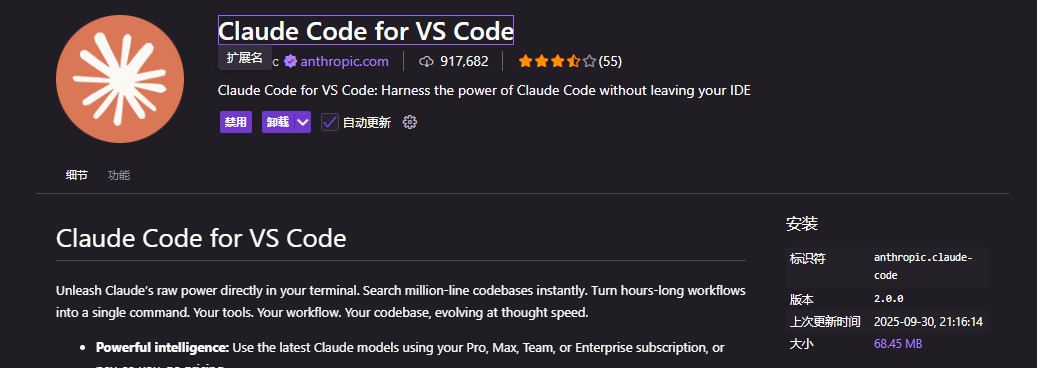 Claude Code for VS Code
扩展名
c anthropic.com 917,682 (55)
Claude Code for VS Code: Harness the power of Claude Code without leaving your IDE
禁用 卸载 自动更新
细节 功能
Claude Code for VS Code
Unleash Claude’s raw power directly in your terminal. Search million-line codebases instantly. Turn hours-long workflows
into a single command. Your tools. Your workflow. Your codebase, evolving at thought speed.
• Powerful intelligence: Use the latest Claude models using your Pro, Max, Team, or Enterprise subscription, or
安装
标识符 anthropic.claude-
code
版本 2.0.0
上次更新时间 2025-09-30, 21:16:14
大小 68.45 MB